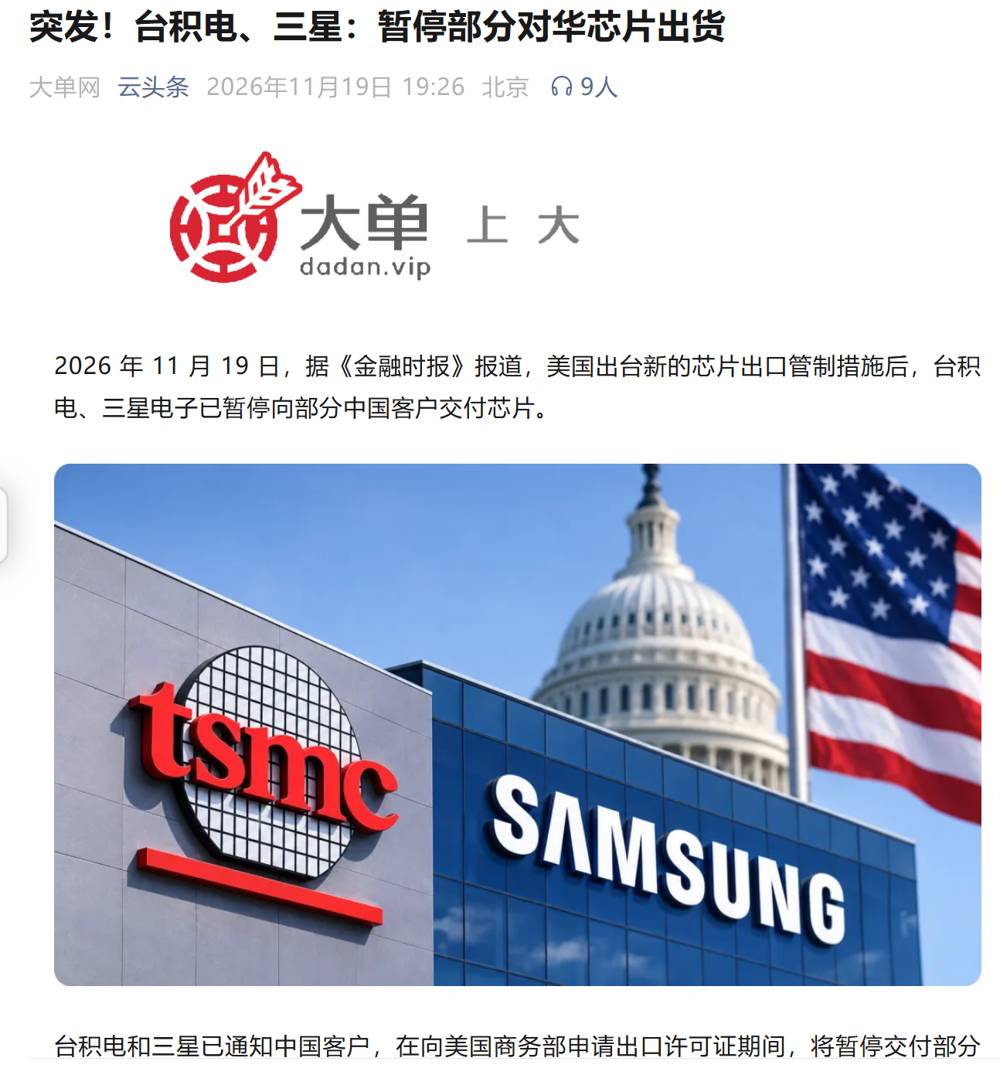 突发！台积电、三星：暂停部分对华芯片出货
大单网 云头条 2026年11月19日 19:26 北京 9人
大单 上 大
dadan.vip
2026 年 11 月 19 日，据《金融时报》报道，美国出台新的芯片出口管制措施后，台积
电、三星电子已暂停向部分中国客户交付芯片。
tsmc
SAMSUNG
台积电和三星已通知中国客户，在向美国商务部申请出口许可证期间，将暂停交付部分